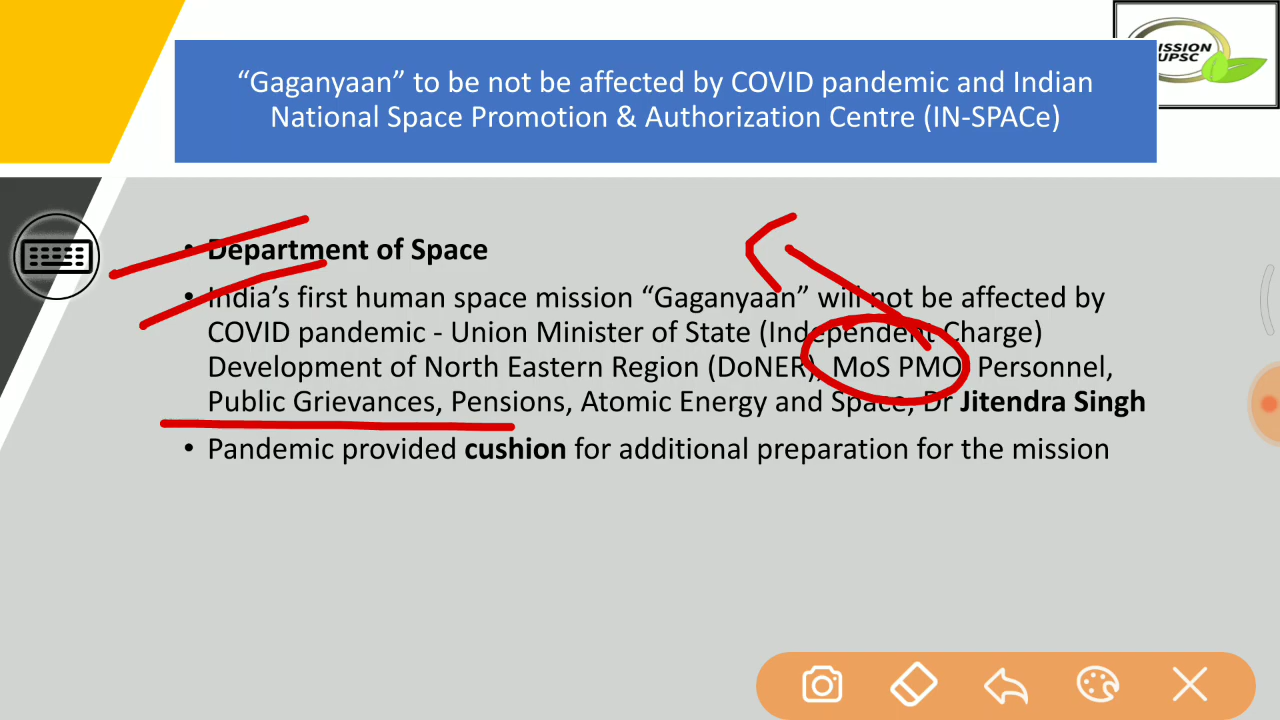 MISSION
UPSC
“Gaganyaan” to be not be affected by COVID pandemic and Indian
National Space Promotion & Authorization Centre (IN-SPACe)
• Department of Space
• India’s first human space mission “Gaganyaan” will not be affected by
COVID pandemic - Union Minister of State (Independent Charge)
Development of North Eastern Region (DoNER), MoS PMO, Personnel,
Public Grievances, Pensions, Atomic Energy and Space, Dr Jitendra Singh
• Pandemic provided cushion for additional preparation for the mission